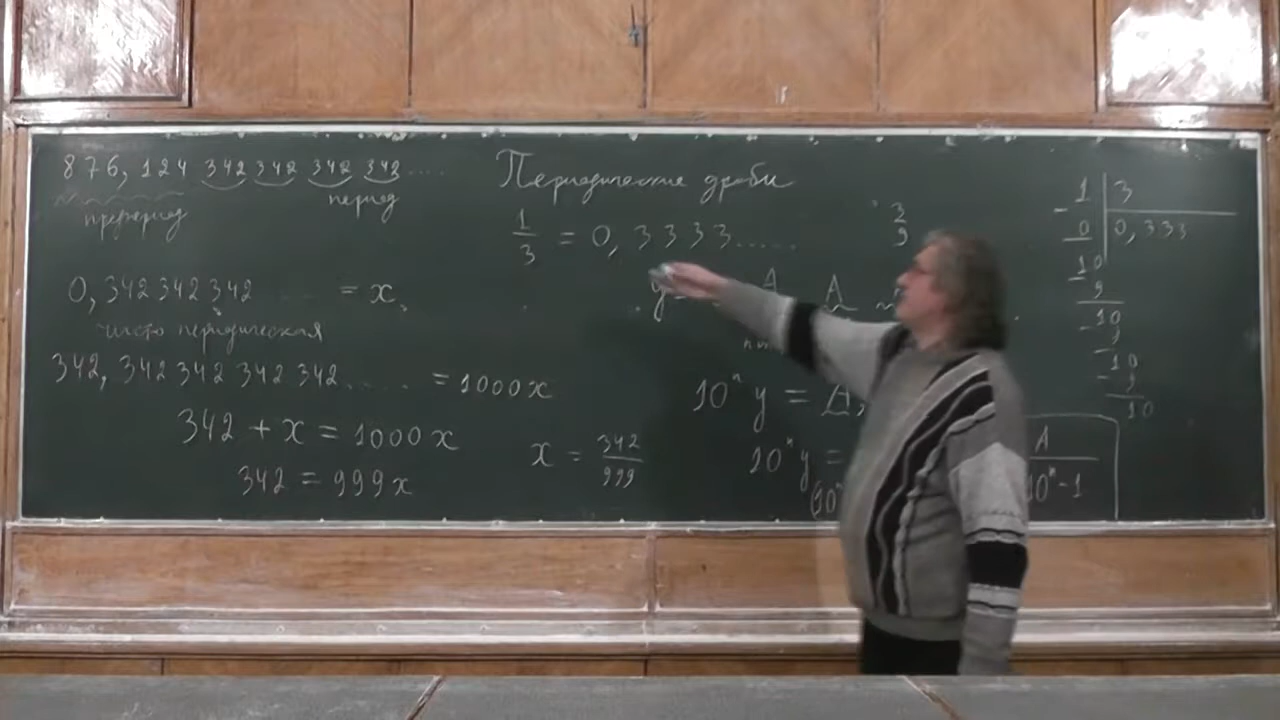 876, 124 342 342 342 342 ....
предпериод
период
0, 342 342 342 .... = x
чисто периодическая
342, 342 342 342 342 ..... = 1000x
342 + x = 1000x
342 = 999x
x = 342/999
Периодические дроби
1/3 = 0, 3333.....
3/9
A A
10ⁿ y = A,
10ⁿ y =
(10ⁿ
A/10ⁿ-1
1 | 3
- 0 | 0, 333
- 10
9
- 10
9
- 10
9
10